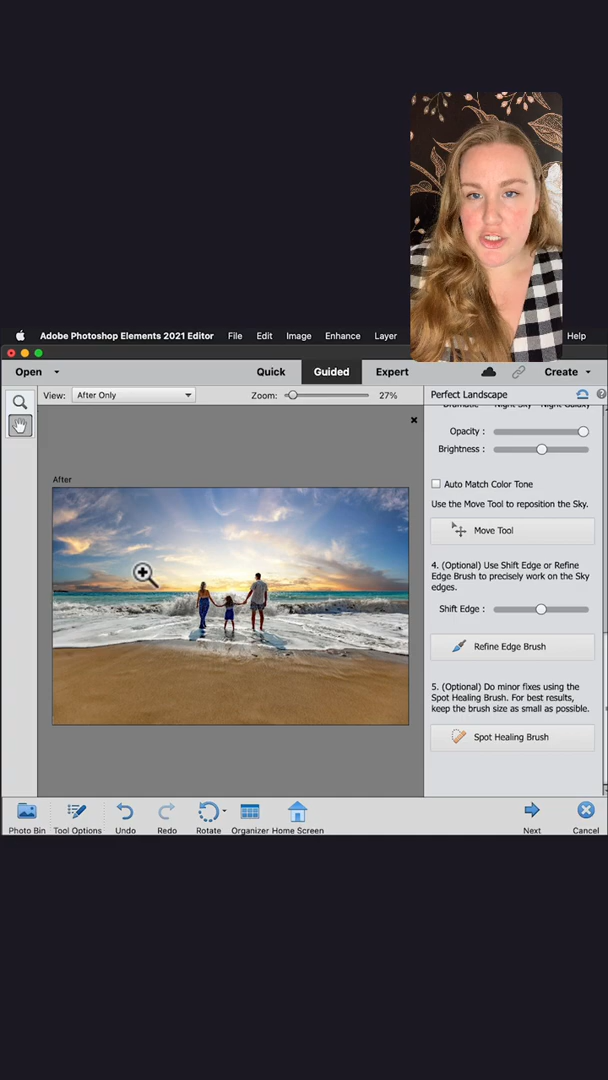 Adobe Photoshop Elements 2021 Editor File Edit Image Enhance Layer Help
Open Quick Guided Expert Create
View: After Only Zoom: 27% Perfect Landscape
Dramatic Night Sky Night Galaxy
Opacity :
Brightness :
After
Auto Match Color Tone
Use the Move Tool to reposition the Sky.
Move Tool
4. (Optional) Use Shift Edge or Refine
Edge Brush to precisely work on the Sky
edges.
Shift Edge :
Refine Edge Brush
5. (Optional) Do minor fixes using the
Spot Healing Brush. For best results,
keep the brush size as small as possible.
Spot Healing Brush
Photo Bin Tool Options Undo Redo Rotate Organizer Home Screen Next Cancel